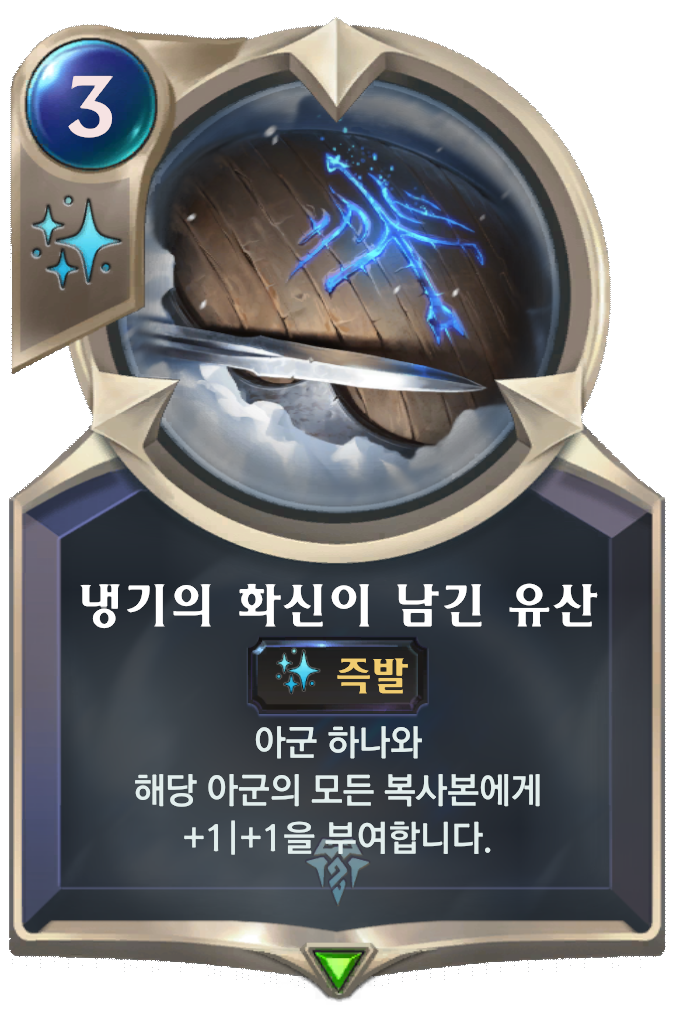 3
냉기의 화신이 남긴 유산
즉발
아군 하나와
해당 아군의 모든 복사본에게
+1|+1을 부여합니다.